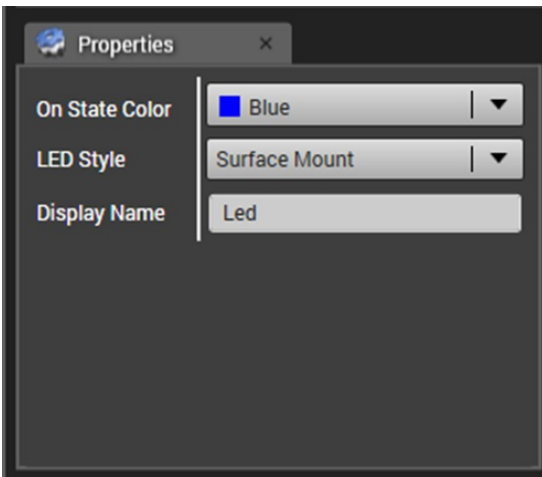 Properties ×
On State Color Blue
LED Style Surface Mount
Display Name Led